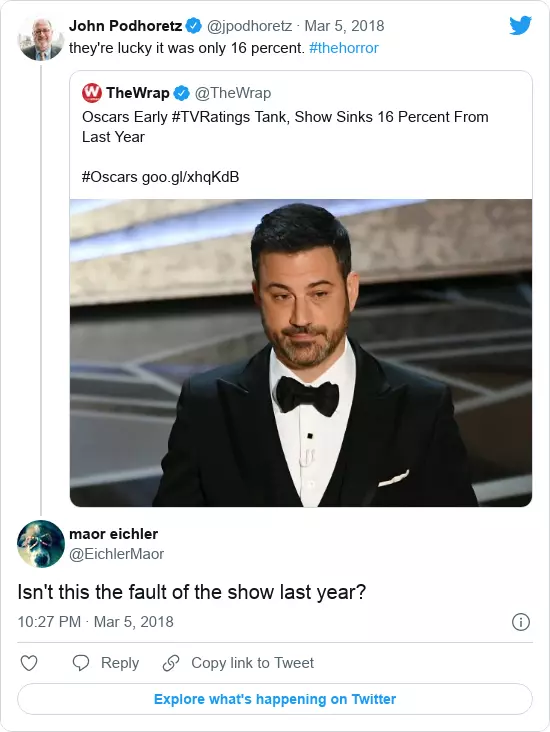 John Podhoretz @jpodhoretz · Mar 5, 2018
they're lucky it was only 16 percent. #thehorror
W TheWrap @TheWrap
Oscars Early #TVRatings Tank, Show Sinks 16 Percent From
Last Year
#Oscars goo.gl/xhqKdB
maor eichler
@EichlerMaor
Isn't this the fault of the show last year?
10:27 PM · Mar 5, 2018
Reply Copy link to Tweet
Explore what's happening on Twitter